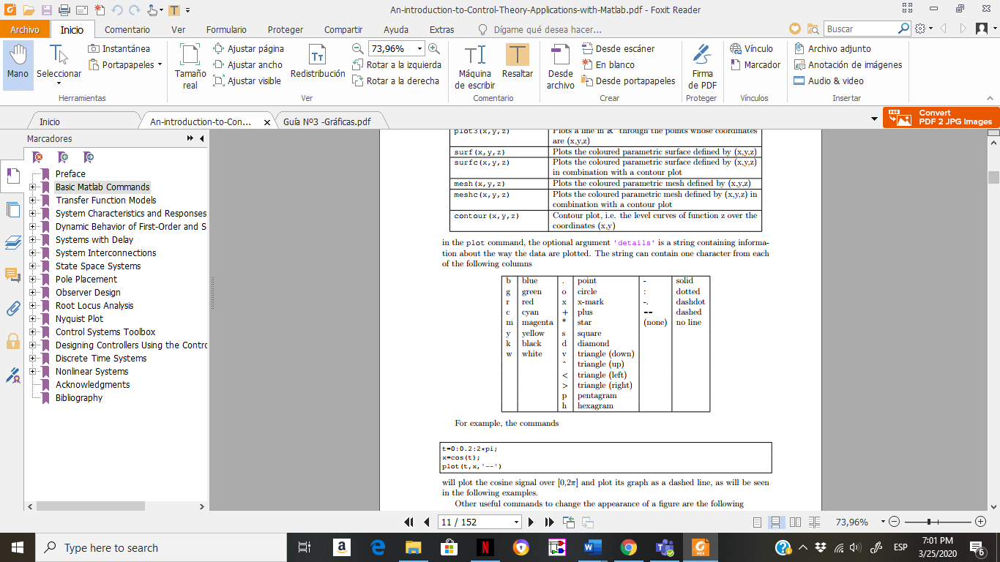 An-introduction-to-Control-Theory-Applications-with-Matlab.pdf - Foxit Reader
Archivo Inicio Comentario Ver Formulario Proteger Compartir Ayuda Extras Dígame qué desea hacer... Buscar
Mano
Seleccionar
Instantánea
Portapapeles
Herramientas
Tamaño
real
Ajustar página
Ajustar ancho
Ajustar visible
Redistribución
73,96%
Rotar a la izquierda
Rotar a la derecha
Ver
Máquina
de escribir
Resaltar
Comentario
Desde
archivo
Desde escáner
En blanco
Desde portapapeles
Crear
Firma
de PDF
Proteger
Vínculo
Marcador
Vínculos
Archivo adjunto
Anotación de imágenes
Audio & video
Insertar
Inicio An-introduction-to-Con... Guía Nº3 -Gráficas.pdf
PDF
Convert
PDF 2 JPG Images
Marcadores
Preface
Basic Matlab Commands
Transfer Function Models
System Characteristics and Responses
Dynamic Behavior of First-Order and S
Systems with Delay
System Interconnections
State Space Systems
Pole Placement
Observer Design
Root Locus Analysis
Nyquist Plot
Control Systems Toolbox
Designing Controllers Using the Contro
Discrete Time Systems
Nonlinear Systems
Acknowledgments
Bibliography
plot3(x,y,z) Plots a line in through the points whose coordinates
are (x,y,z)
surf(x,y,z) Plots the coloured parametric surface defined by (x,y,z)
surfc(x,y,z) Plots the coloured parametric surface defined by (x,y,z)
in combination with a contour plot
mesh(x,y,z) Plots the coloured parametric mesh defined by (x,y,z)
meshc(x,y,z) Plots the coloured parametric mesh defined by (x,y,z) in
combination with a contour plot
contour(x,y,z) Contour plot, i.e. the level curves of function z over the
coordinates (x,y)
in the plot command, the optional argument 'details' is a string containing informa-
tion about the way the data are plotted. The string can contain one character from each
of the following columns
b blue . point - solid
g green o circle : dotted
r red x x-mark -. dashdot
c cyan + plus -- dashed
m magenta * star (none) no line
y yellow s square
k black d diamond
w white v triangle (down)
^ triangle (up)
< triangle (left)
> triangle (right)
p pentagram
h hexagram
For example, the commands
t=0:0.2:2*pi;
x=cos(t);
plot(t,x,'--')
will plot the cosine signal over [0,2π] and plot its graph as a dashed line, as will be seen
in the following examples.
Other useful commands to change the appearance of a figure are the following
11 / 152 73,96%
Type here to search
ESP
7:01 PM
3/25/2020
6